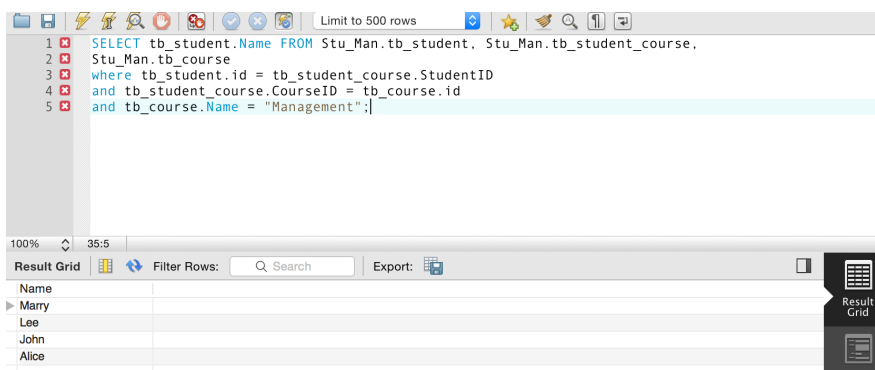 Limit to 500 rows
1 SELECT tb_student.Name FROM Stu_Man.tb_student, Stu_Man.tb_student_course,
2 Stu_Man.tb_course
3 where tb_student.id = tb_student_course.StudentID
4 and tb_student_course.CourseID = tb_course.id
5 and tb_course.Name = "Management";
100% 35:5
Result Grid Filter Rows: Search Export:
Name
Marry
Lee
John
Alice
Result
Grid